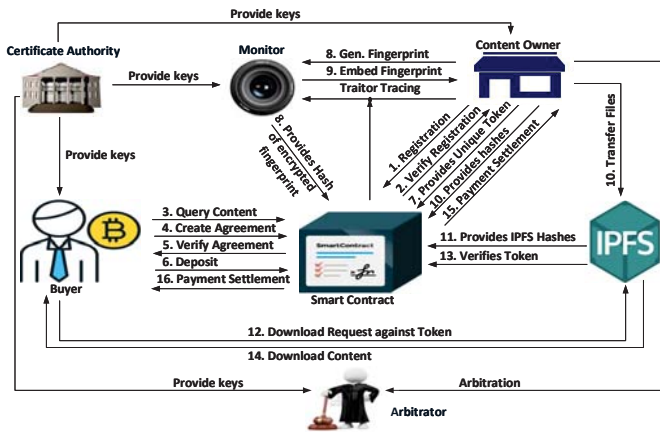 Provide keys
Certificate Authority
Monitor
Content Owner
8. Gen. Fingerprint
9. Embed Fingerprint
Traitor Tracing
Provide keys
Provide keys
8. Provides Hash
of encrypted
fingerprint
1. Registration
2. Verify Registration
7. Provides Unique Token
10. Provides hashes
15. Payment Settlement
10. Transfer Files
3. Query Content
4. Create Agreement
5. Verify Agreement
6. Deposit
16. Payment Settlement
Buyer
SmartContract
Smart Contract
11. Provides IPFS Hashes
13. Verifies Token
IPFS
12. Download Request against Token
14. Download Content
Provide keys
Arbitration
Arbitrator